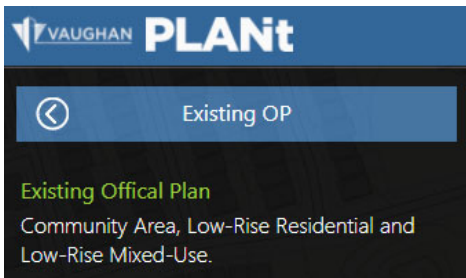 VAUGHAN PLANit
Existing OP
Existing Offical Plan
Community Area, Low-Rise Residential and
Low-Rise Mixed-Use.